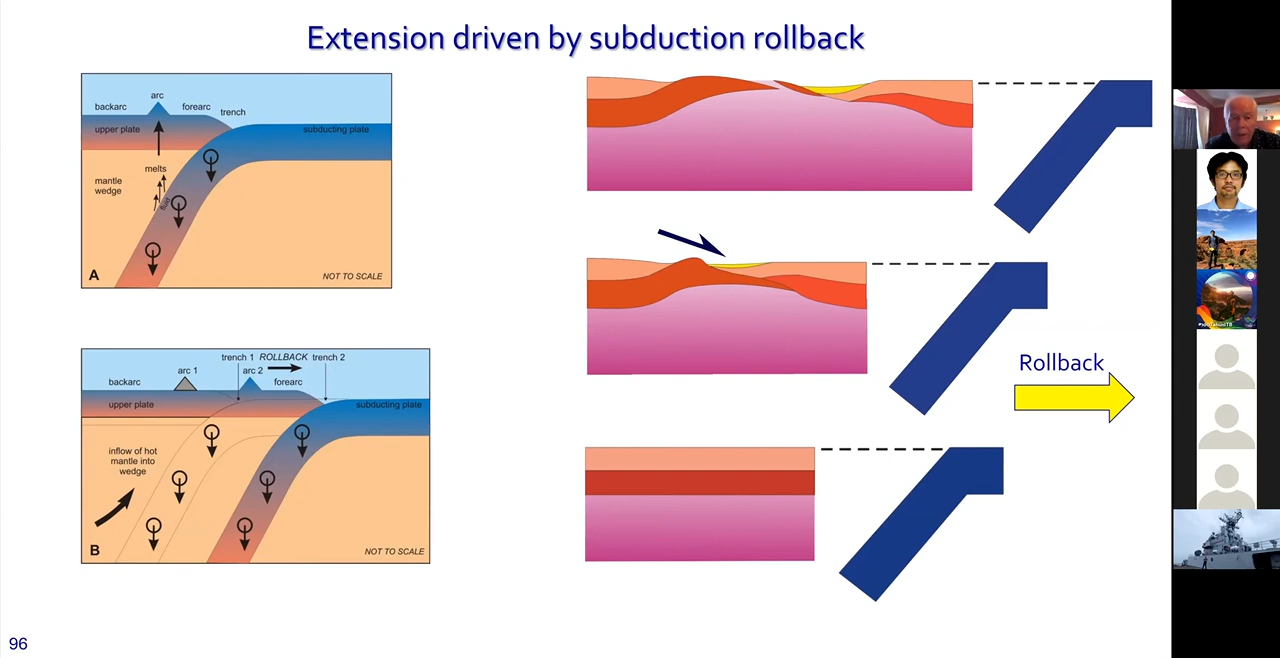 Extension driven by subduction rollback
arc
backarc
forearc
trench
upper plate
subducting plate
melts
mantle
wedge
A
NOT TO SCALE
trench 1 ROLLBACK trench 2
arc 1
arc 2
backarc
forearc
upper plate
subducting plate
inflow of hot
mantle into
wedge
B
NOT TO SCALE
Rollback
96